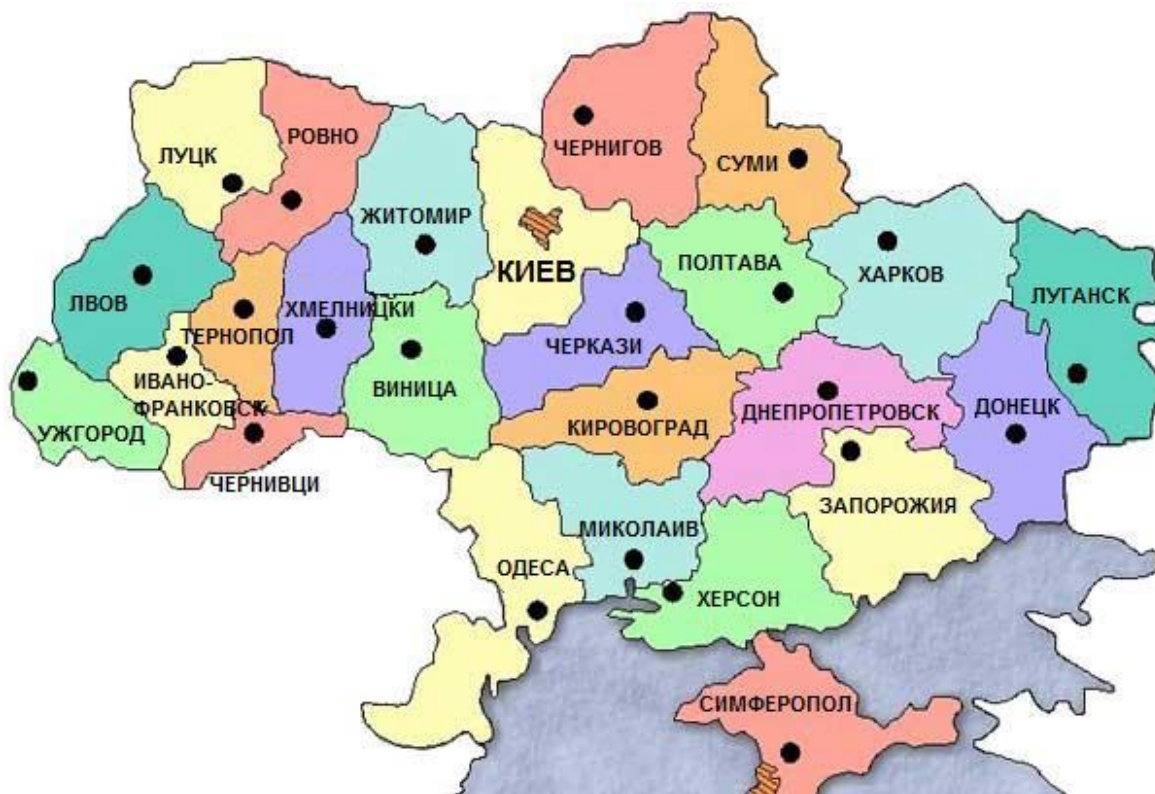 РОВНО
ЧЕРНИГОВ
ЛУЦК
СУМИ
ЖИТОМИР
КИЕВ
ПОЛТАВА
ХАРКОВ
ЛУГАНСК
ЛВОВ
ХМЕЛНИЦКИ
ТЕРНОПОЛ
ЧЕРКАЗИ
ИВАНО-
ФРАНКОВСК
ВИНИЦА
ДОНЕЦК
ДНЕПРОПЕТРОВСК
КИРОВОГРАД
УЖГОРОД
ЧЕРНИВЦИ
ЗАПОРОЖИЯ
МИКОЛАИВ
ОДЕСА
ХЕРСОН
СИМФЕРОПОЛ